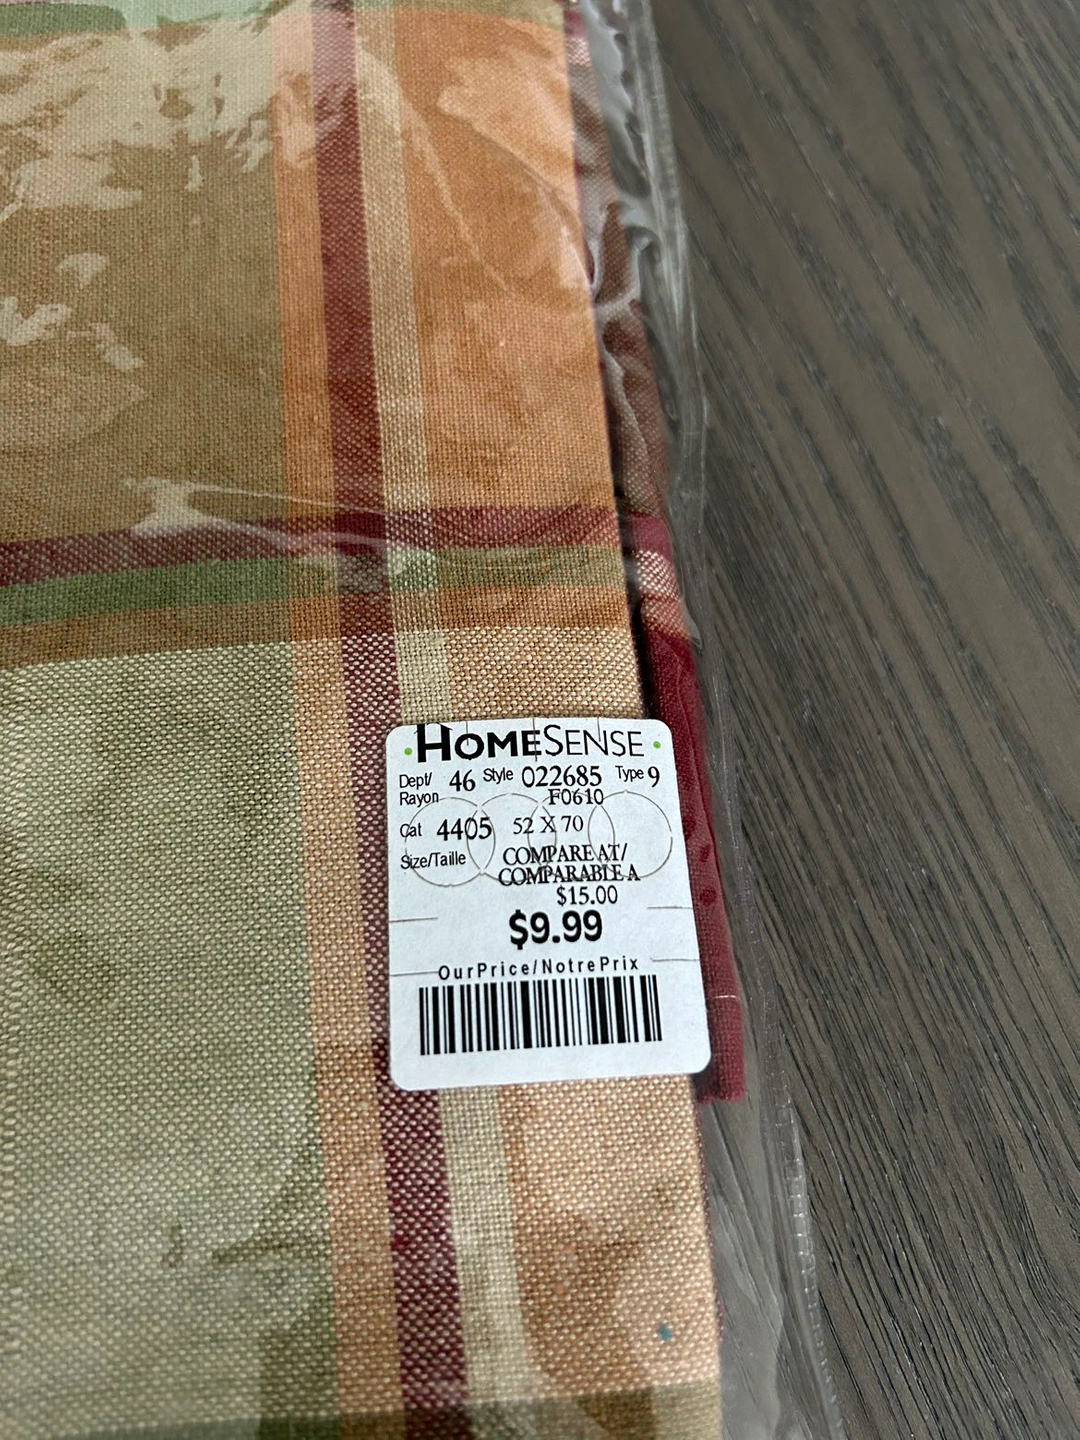 HOMESENSE
Dept/ Rayon 46 Style 022685 Type 9
F0610
Cat 4405 52 X 70
Size/Taille COMPARE AT/
COMPARABLE A
$15.00
$9.99
OurPrice/NotrePrix